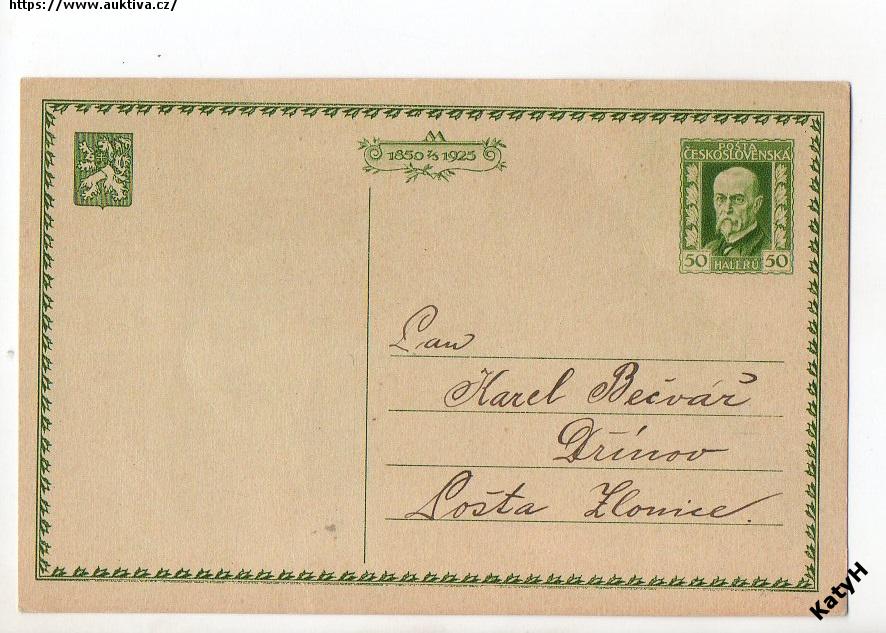 https://www.auktiva.cz/
M
1850 7/3 1925
POŠTA
ČESKOSLOVENSKÁ
50 HALÉŘŮ 50
Pan
Karel Bečvář
Dřínov
Pošta Zlonice.
KatyH